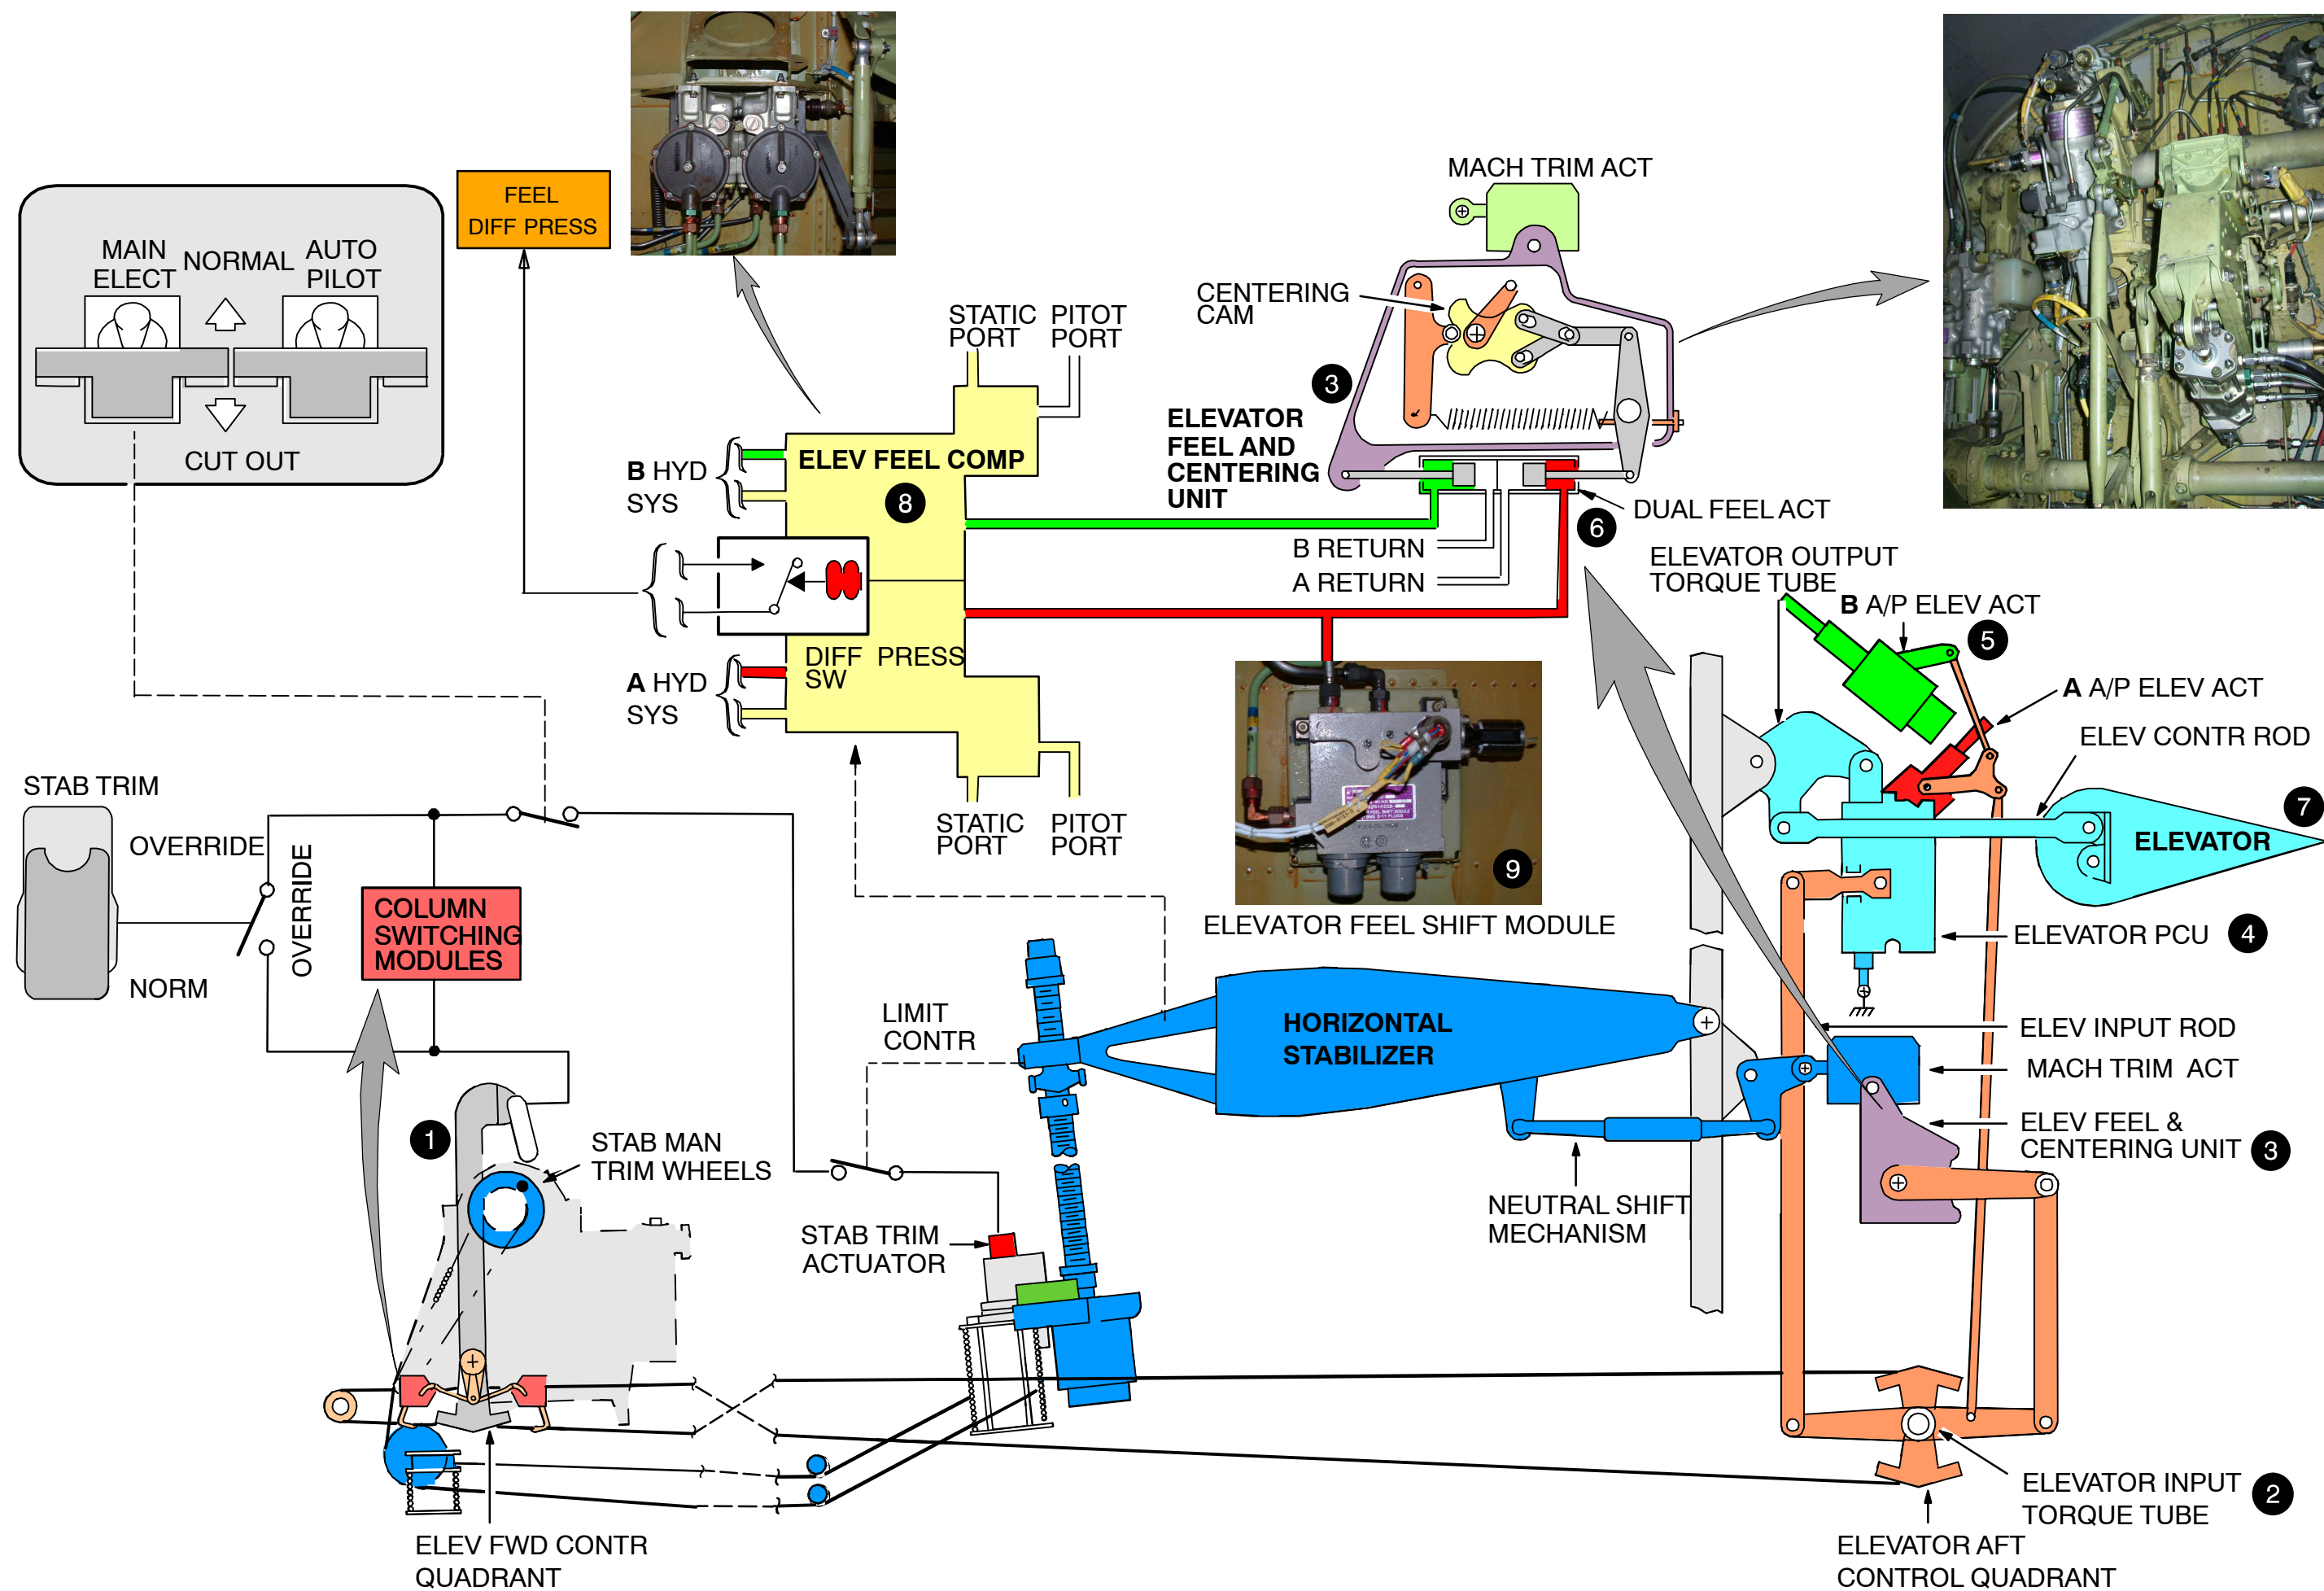 MACH TRIM ACT
FEEL
DIFF PRESS
MAIN
ELECT
NORMAL
AUTO
PILOT
CUT OUT
STATIC
PORT
PITOT
PORT
CENTERING
CAM
3
ELEVATOR
FEEL AND
CENTERING
UNIT
B HYD
SYS
ELEV FEEL COMP
8
DUAL FEEL ACT
6
B RETURN
A RETURN
ELEVATOR OUTPUT
TORQUE TUBE
B A/P ELEV ACT
5
A HYD
SYS
DIFF PRESS
SW
A A/P ELEV ACT
ELEV CONTR ROD
STAB TRIM
OVERRIDE
OVERRIDE
NORM
COLUMN
SWITCHING
MODULES
STATIC
PORT
PITOT
PORT
9
ELEVATOR FEEL SHIFT MODULE
7
ELEVATOR
ELEVATOR PCU
4
LIMIT
CONTR
HORIZONTAL
STABILIZER
ELEV INPUT ROD
MACH TRIM ACT
ELEV FEEL &
CENTERING UNIT
3
1
STAB MAN
TRIM WHEELS
NEUTRAL SHIFT
MECHANISM
STAB TRIM
ACTUATOR
ELEVATOR INPUT
TORQUE TUBE
2
ELEV FWD CONTR
QUADRANT
ELEVATOR AFT
CONTROL QUADRANT